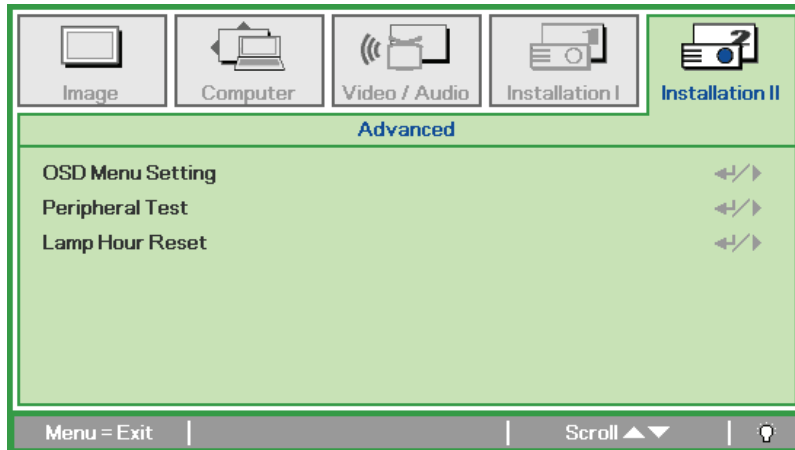 Image Computer Video / Audio Installation I Installation II
Advanced
OSD Menu Setting
Peripheral Test
Lamp Hour Reset
Menu = Exit Scroll